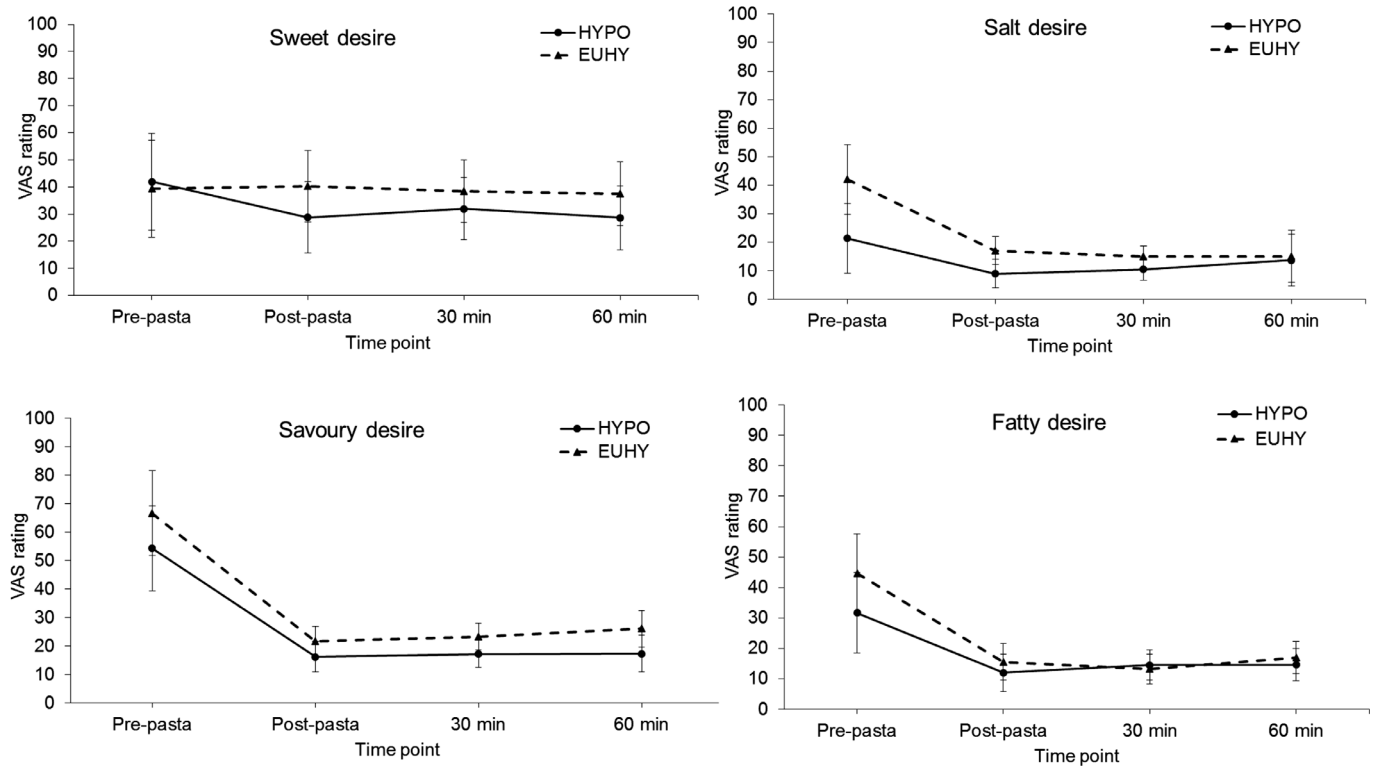 Sweet desire
HYPO
EUHY
100
90
80
70
60
50
40
30
20
10
0
VAS rating
Pre-pasta Post-pasta 30 min 60 min
Time point
Salt desire
HYPO
EUHY
100
90
80
70
60
50
40
30
20
10
0
VAS rating
Pre-pasta Post-pasta 30 min 60 min
Time point
Savoury desire
HYPO
EUHY
100
90
80
70
60
50
40
30
20
10
0
VAS rating
Pre-pasta Post-pasta 30 min 60 min
Time point
Fatty desire
HYPO
EUHY
100
90
80
70
60
50
40
30
20
10
0
VAS rating
Pre-pasta Post-pasta 30 min 60 min
Time point